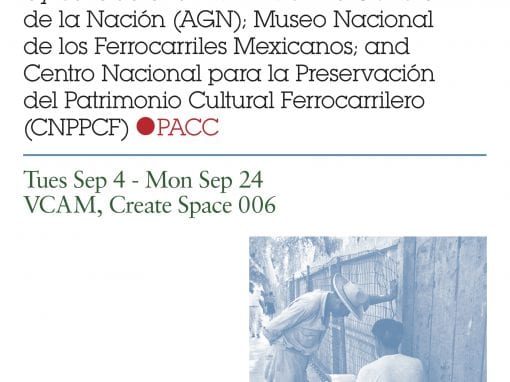 de la Nación (AGN); Museo Nacional
de los Ferrocarriles Mexicanos; and
Centro Nacional para la Preservación
del Patrimonio Cultural Ferrocarrilero
(CNPPCF) ●PACC
Tues Sep 4 - Mon Sep 24
VCAM, Create Space 006